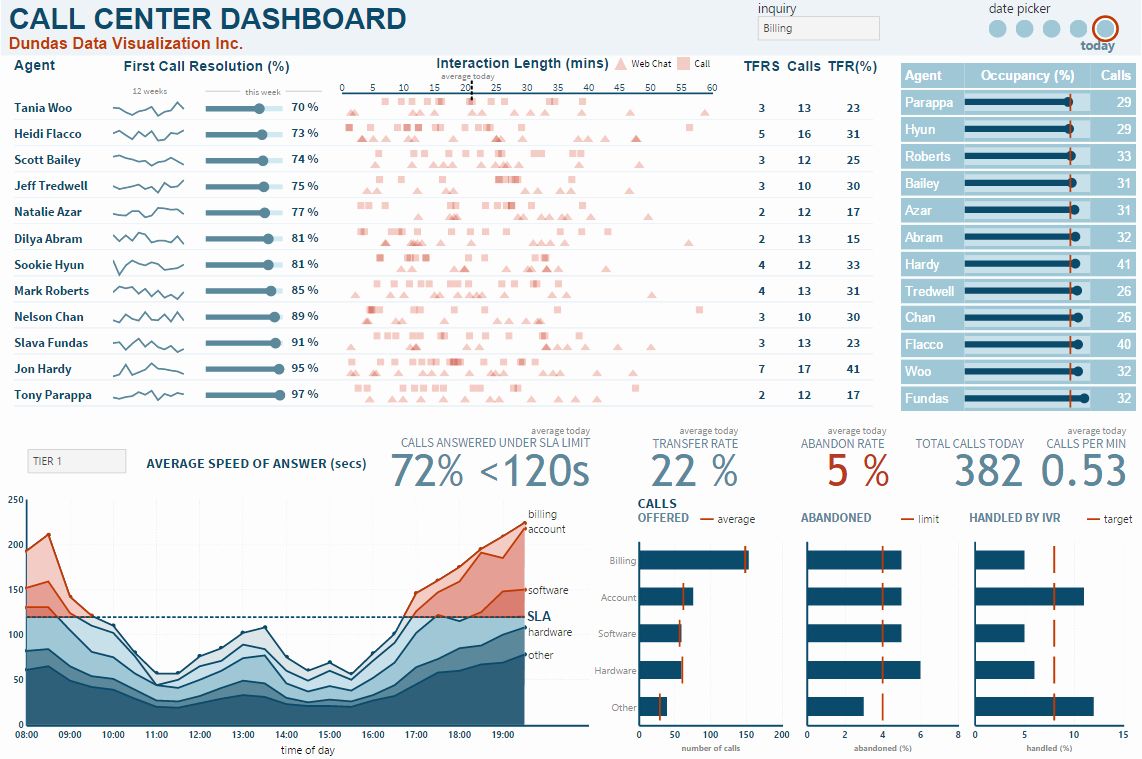 CALL CENTER DASHBOARD
Dundas Data Visualization Inc.
inquiry
Billing
date picker
today
Agent First Call Resolution (%) Interaction Length (mins) Web Chat Call TFRS Calls TFR(%)
12 weeks this week average today
0 5 10 15 20 25 30 35 40 45 50 55 60
Tania Woo 70 % 3 13 23
Heidi Flacco 73 % 5 16 31
Scott Bailey 74 % 3 12 25
Jeff Tredwell 75 % 3 10 30
Natalie Azar 77 % 2 12 17
Dilya Abram 81 % 2 13 15
Sookie Hyun 81 % 4 12 33
Mark Roberts 85 % 4 13 31
Nelson Chan 89 % 3 10 30
Slava Fundas 91 % 3 13 23
Jon Hardy 95 % 7 17 41
Tony Parappa 97 % 2 12 17
Agent Occupancy (%) Calls
Parappa 29
Hyun 29
Roberts 33
Bailey 31
Azar 31
Abram 32
Hardy 41
Tredwell 26
Chan 26
Flacco 40
Woo 32
Fundas 32
TIER 1
AVERAGE SPEED OF ANSWER (secs)
average today
CALLS ANSWERED UNDER SLA LIMIT
72% <120s
average today
TRANSFER RATE
22 %
average today
ABANDON RATE
5 %
TOTAL CALLS TODAY
382
average today
CALLS PER MIN
0.53
250
200
150
100
50
0
billing
account
software
SLA
hardware
other
08:00 09:00 10:00 11:00 12:00 13:00 14:00 15:00 16:00 17:00 18:00 19:00
time of day
CALLS
OFFERED average
Billing
Account
Software
Hardware
Other
0 50 100 150 200
number of calls
ABANDONED limit
0 2 4 6 8
abandoned (%)
HANDLED BY IVR target
0 5 10 15
handled (%)